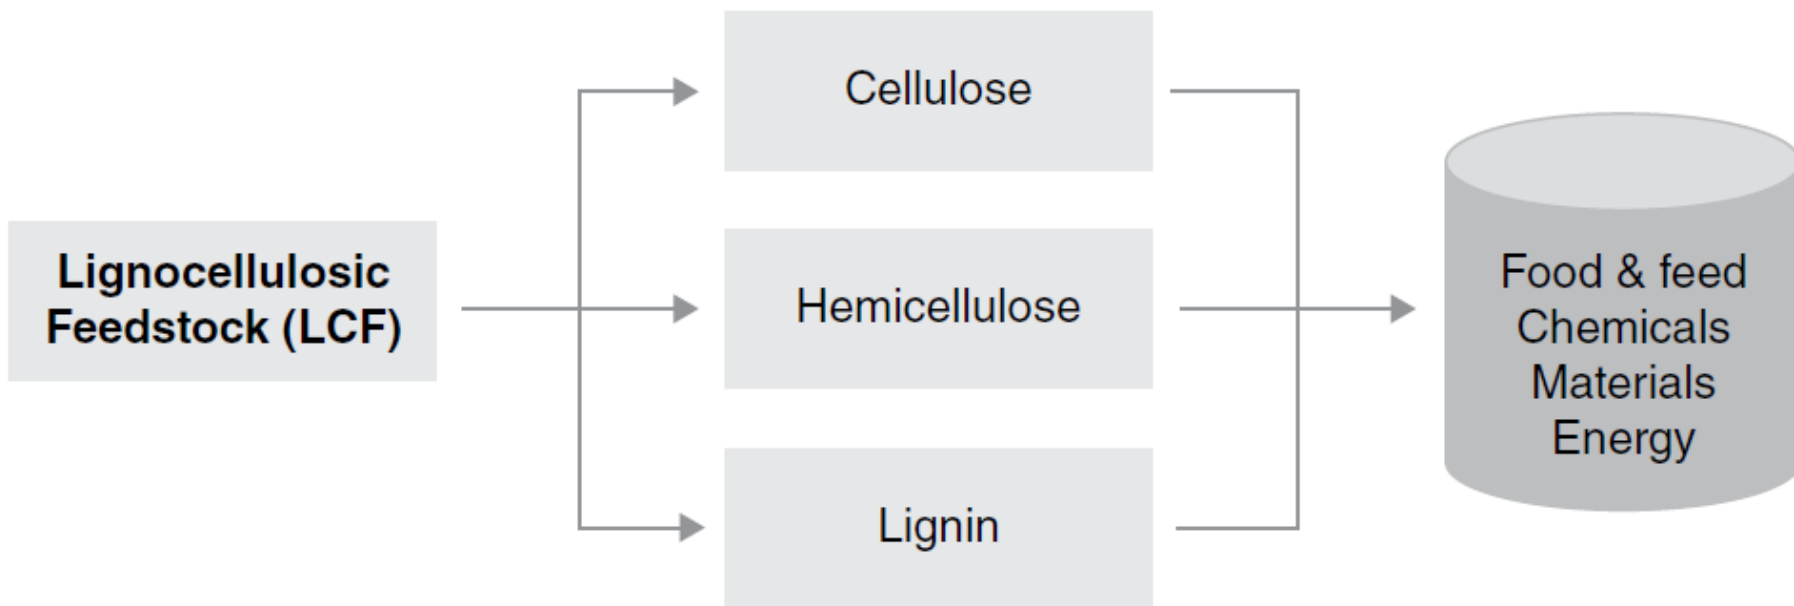 Lignocellulosic
Feedstock (LCF)
Cellulose
Hemicellulose
Lignin
Food & feed
Chemicals
Materials
Energy